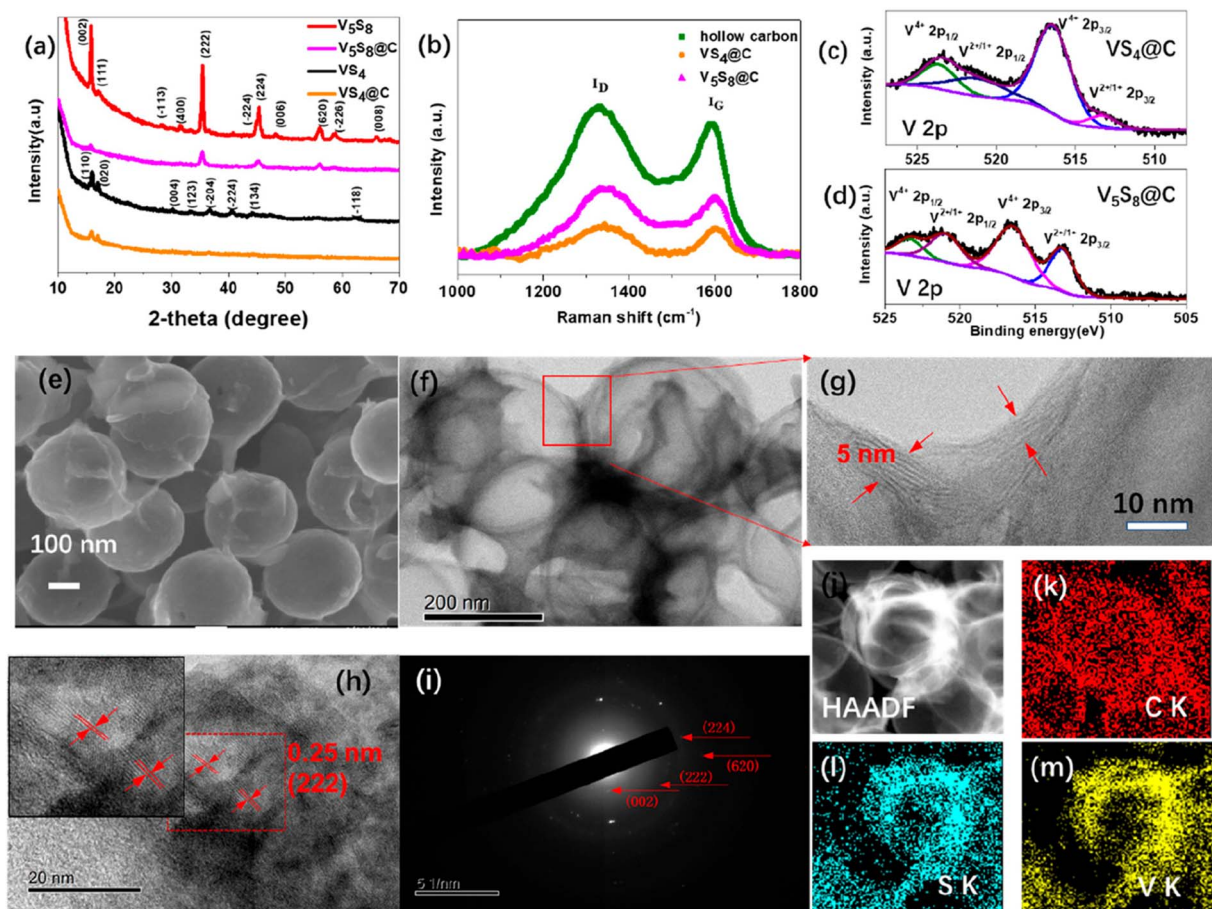 (a)
(002)
(111)
(-113)
(400)
(222)
(-224)
(224)
(006)
(620)
(-226)
(008)
V₅S₈
V₅S₈@C
VS₄
VS₄@C
(110)
(020)
(004)
(123)
(-204)
(-224)
(134)
(-118)
Intensity(a.u)
10 20 30 40 50 60 70
2-theta (degree)
(b)
hollow carbon
VS₄@C
V₅S₈@C
I_D
I_G
Intensity (a.u.)
1000 1200 1400 1600 1800
Raman shift (cm⁻¹)
(c)
V⁴⁺ 2p₁/₂
V²⁺/¹⁺ 2p₁/₂
V⁴⁺ 2p₃/₂
VS₄@C
V²⁺/¹⁺ 2p₃/₂
V 2p
Intensity (a.u.)
525 520 515 510
(d)
V₅S₈@C
V⁴⁺ 2p₁/₂
V²⁺/¹⁺ 2p₁/₂
V⁴⁺ 2p₃/₂
V²⁺/¹⁺ 2p₃/₂
V 2p
Intensity (a.u.)
525 520 515 510 505
Binding energy(eV)
(e)
100 nm
(f)
200 nm
(g)
5 nm
10 nm
(h)
0.25 nm
(222)
20 nm
(i)
(224)
(620)
(222)
(002)
5 1/nm
(j)
HAADF
(k)
C K
(l)
S K
(m)
V K